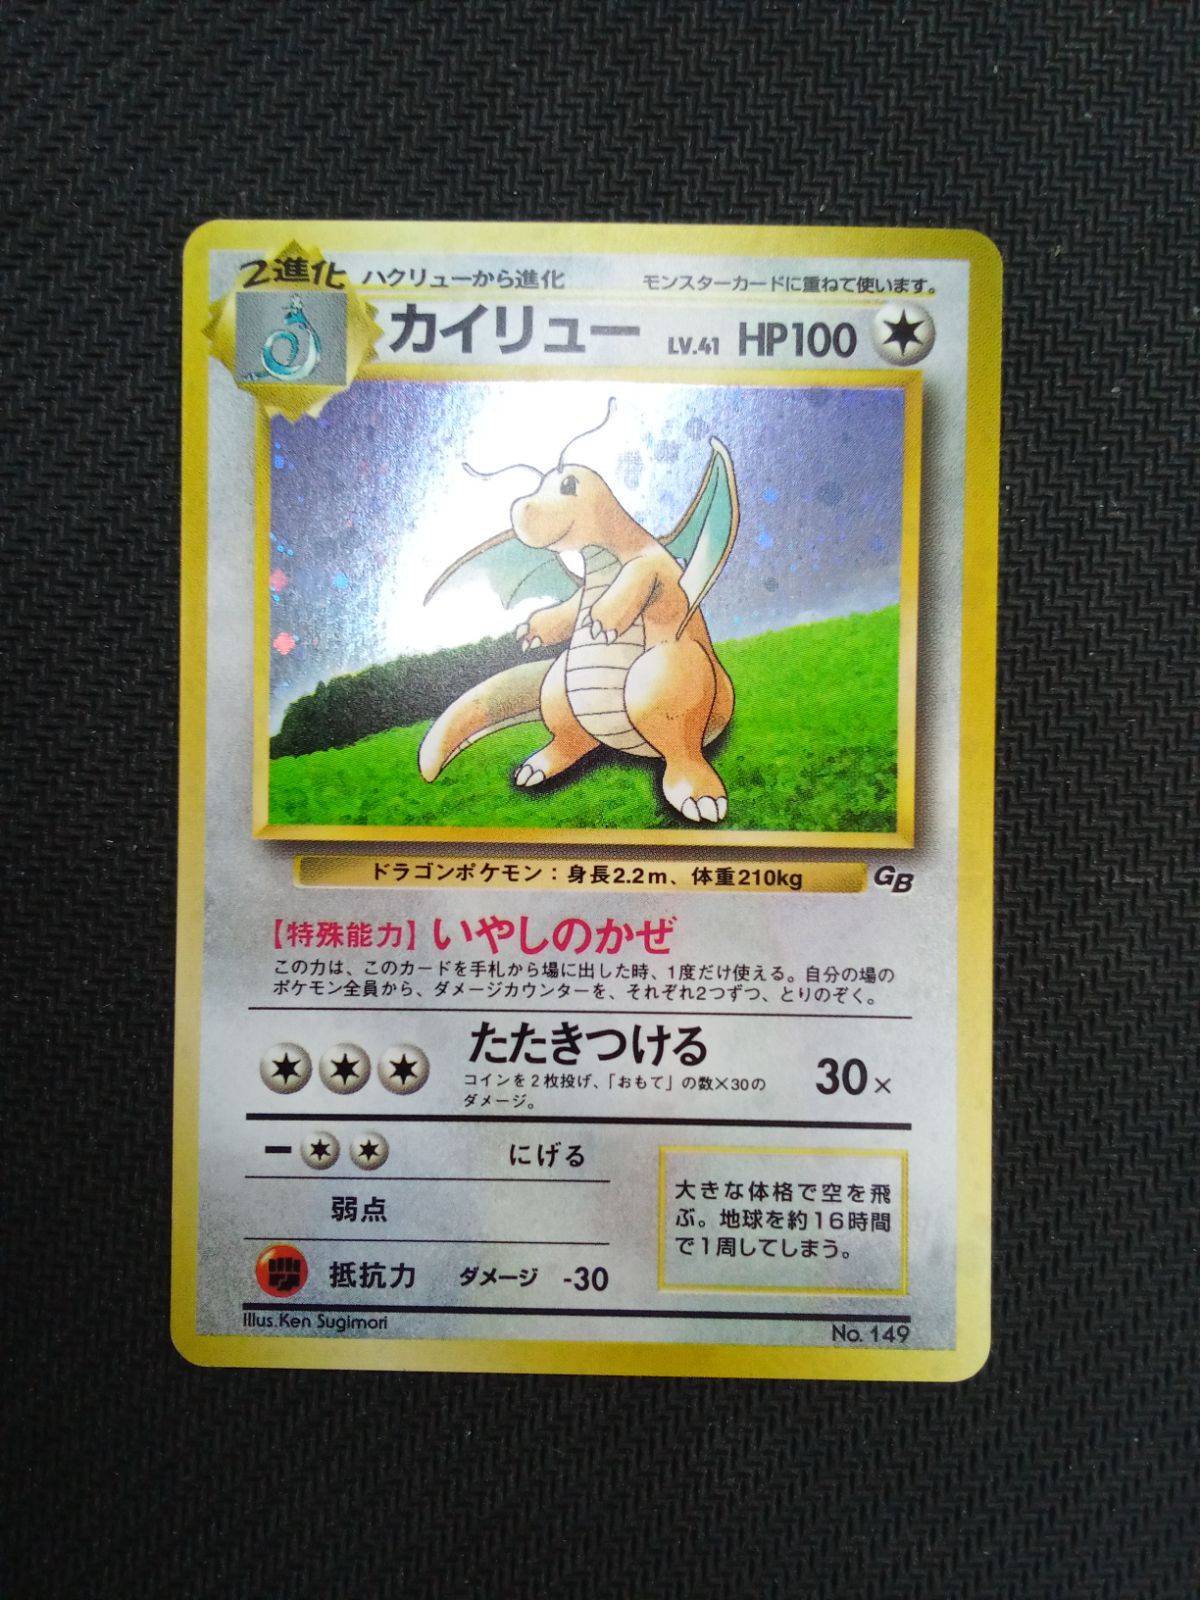 2進化 ハクリューから進化 モンスターカードに重ねて使います。
カイリュー LV.41 HP100
ドラゴンポケモン：身長2.2m、体重210kg
GB
【特殊能力】いやしのかぜ
この力は、このカードを手札から場に出した時、1度だけ使える。自分の場の
ポケモン全員から、ダメージカウンターを、それぞれ2つずつ、とりのぞく。
たたきつける 30×
コインを2枚投げ、「おもて」の数×30の
ダメージ。
にげる
弱点
抵抗力 ダメージ -30
大きな体格で空を飛
ぶ。地球を約16時間
で1周してしまう。
Illus.Ken Sugimori
No. 149